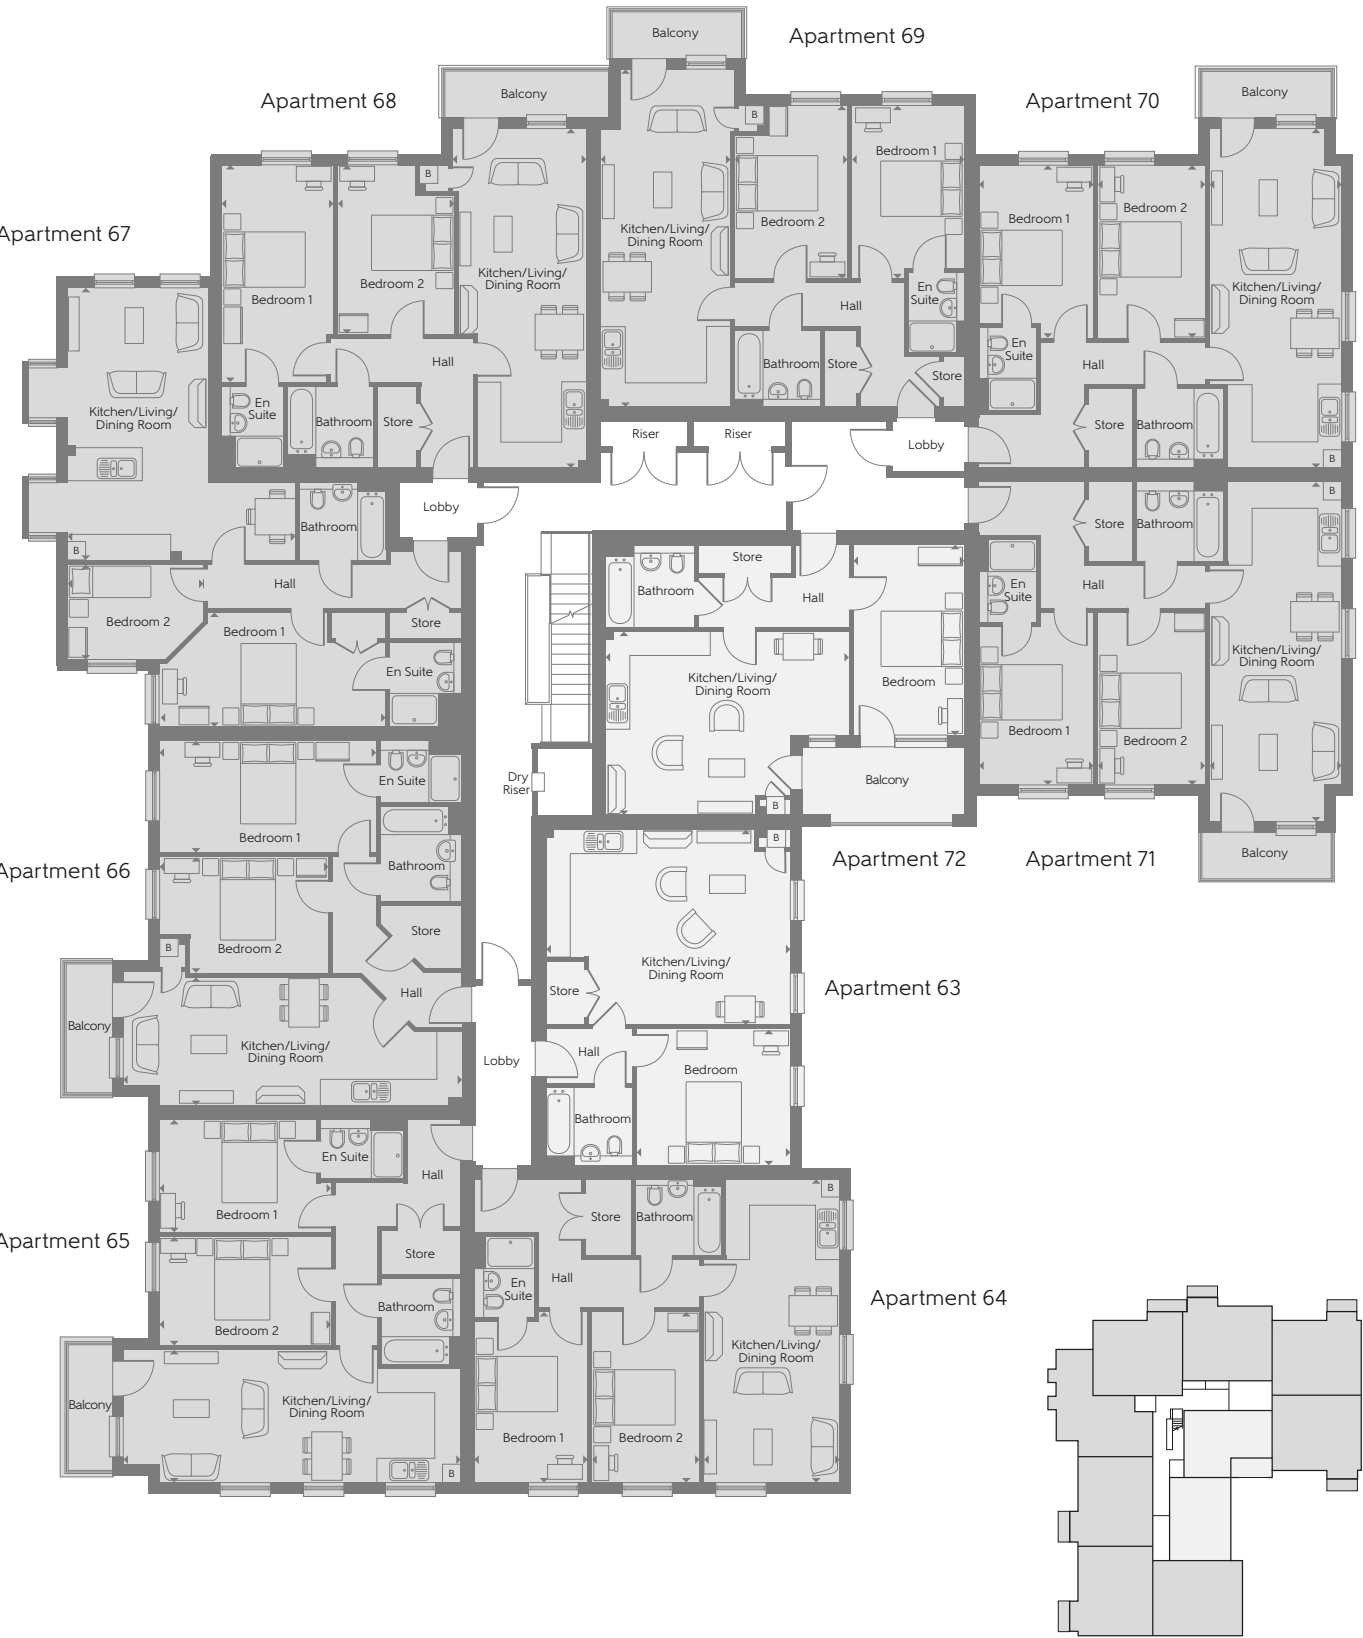 Balcony
Apartment 69
Apartment 68
Balcony
Apartment 70
Balcony
B
Bedroom 1
B
Bedroom 2
Kitchen/Living/
Dining Room
Bedroom 1
Bedroom 2
Apartment 67
Kitchen/Living/
Dining Room
Bedroom 1
Bedroom 2
Kitchen/Living/
Dining Room
En
Suite
Hall
Bathroom
Store
Store
En
Suite
Hall
Hall
En
Suite
Bathroom
Store
Kitchen/Living/
Dining Room
Store
Bathroom
B
Riser
Riser
Lobby
Lobby
Bathroom
B
Hall
Bedroom 2
Bedroom 1
Store
En Suite
Store
Bathroom
Hall
Kitchen/Living/
Dining Room
Bedroom
Balcony
B
B
Store
Bathroom
En
Suite
Hall
Kitchen/Living/
Dining Room
Bedroom 1
Bedroom 2
Balcony
Dry
Riser
Apartment 72
Apartment 71
En Suite
Bedroom 1
Apartment 66
Bathroom
Bedroom 2
B
Store
Hall
Balcony
Kitchen/Living/
Dining Room
B
Kitchen/Living/
Dining Room
Store
Apartment 63
Lobby
Hall
Bedroom
Bathroom
En Suite
Hall
Bedroom 1
Apartment 65
Store
Bedroom 2
Bathroom
Balcony
Kitchen/Living/
Dining Room
B
B
Store
Bathroom
En
Suite
Hall
Apartment 64
Kitchen/Living/
Dining Room
Bedroom 1
Bedroom 2